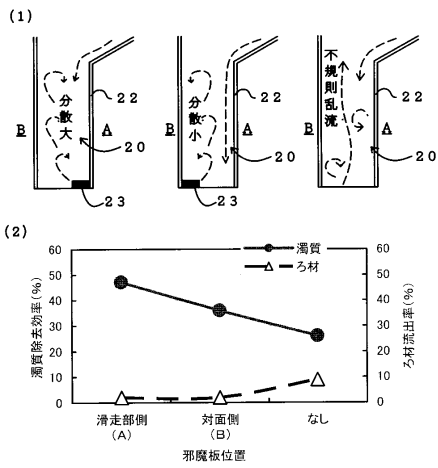 (1)
分散大
22
B
A
20
23
分散小
22
B
A
20
23
不規則乱流
22
B
A
20
(2)
濁質
ろ材
濁質除去効率(%)
60
50
40
30
20
10
0
ろ材流出率(%)
60
50
40
30
20
10
0
滑走部側 対面側 なし
(A) (B)
邪魔板位置